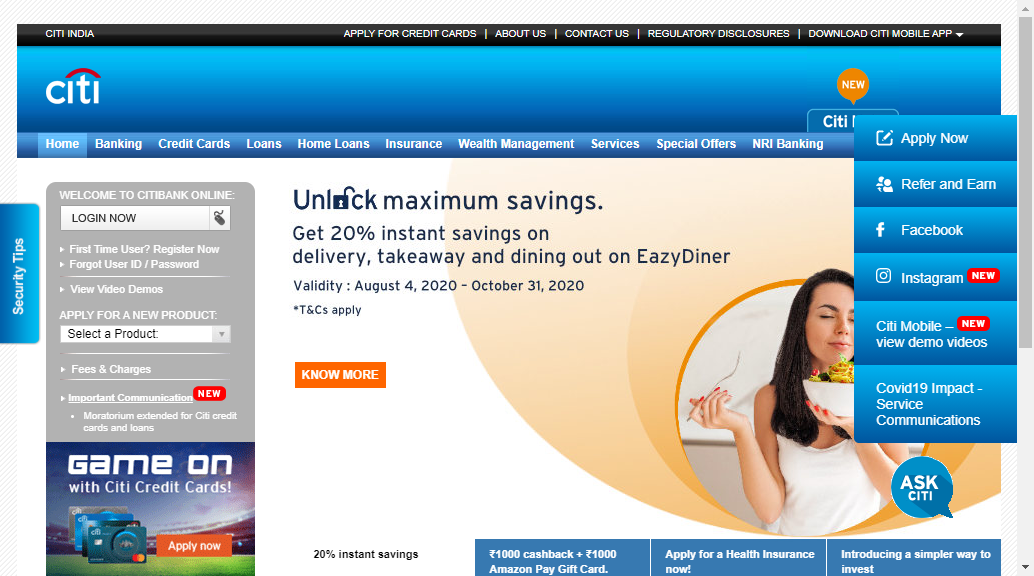 CITI INDIA
APPLY FOR CREDIT CARDS | ABOUT US | CONTACT US | REGULATORY DISCLOSURES | DOWNLOAD CITI MOBILE APP
citi
NEW
Citi
Home Banking Credit Cards Loans Home Loans Insurance Wealth Management Services Special Offers NRI Banking
Apply Now
Refer and Earn
Facebook
Instagram NEW
Citi Mobile – NEW
view demo videos
Covid19 Impact -
Service
Communications
Security Tips
WELCOME TO CITIBANK ONLINE:
LOGIN NOW
First Time User? Register Now
Forgot User ID / Password
View Video Demos
APPLY FOR A NEW PRODUCT:
Select a Product:
Fees & Charges
Important Communication NEW
• Moratorium extended for Citi credit
cards and loans
Unlock maximum savings.
Get 20% instant savings on
delivery, takeaway and dining out on EazyDiner
Validity : August 4, 2020 – October 31, 2020
*T&Cs apply
KNOW MORE
GAME ON
with Citi Credit Cards!
citi
citi
citi
Apply now
ASK
CITI
20% instant savings
₹1000 cashback + ₹1000
Amazon Pay Gift Card.
Apply for a Health Insurance
now!
Introducing a simpler way to
invest